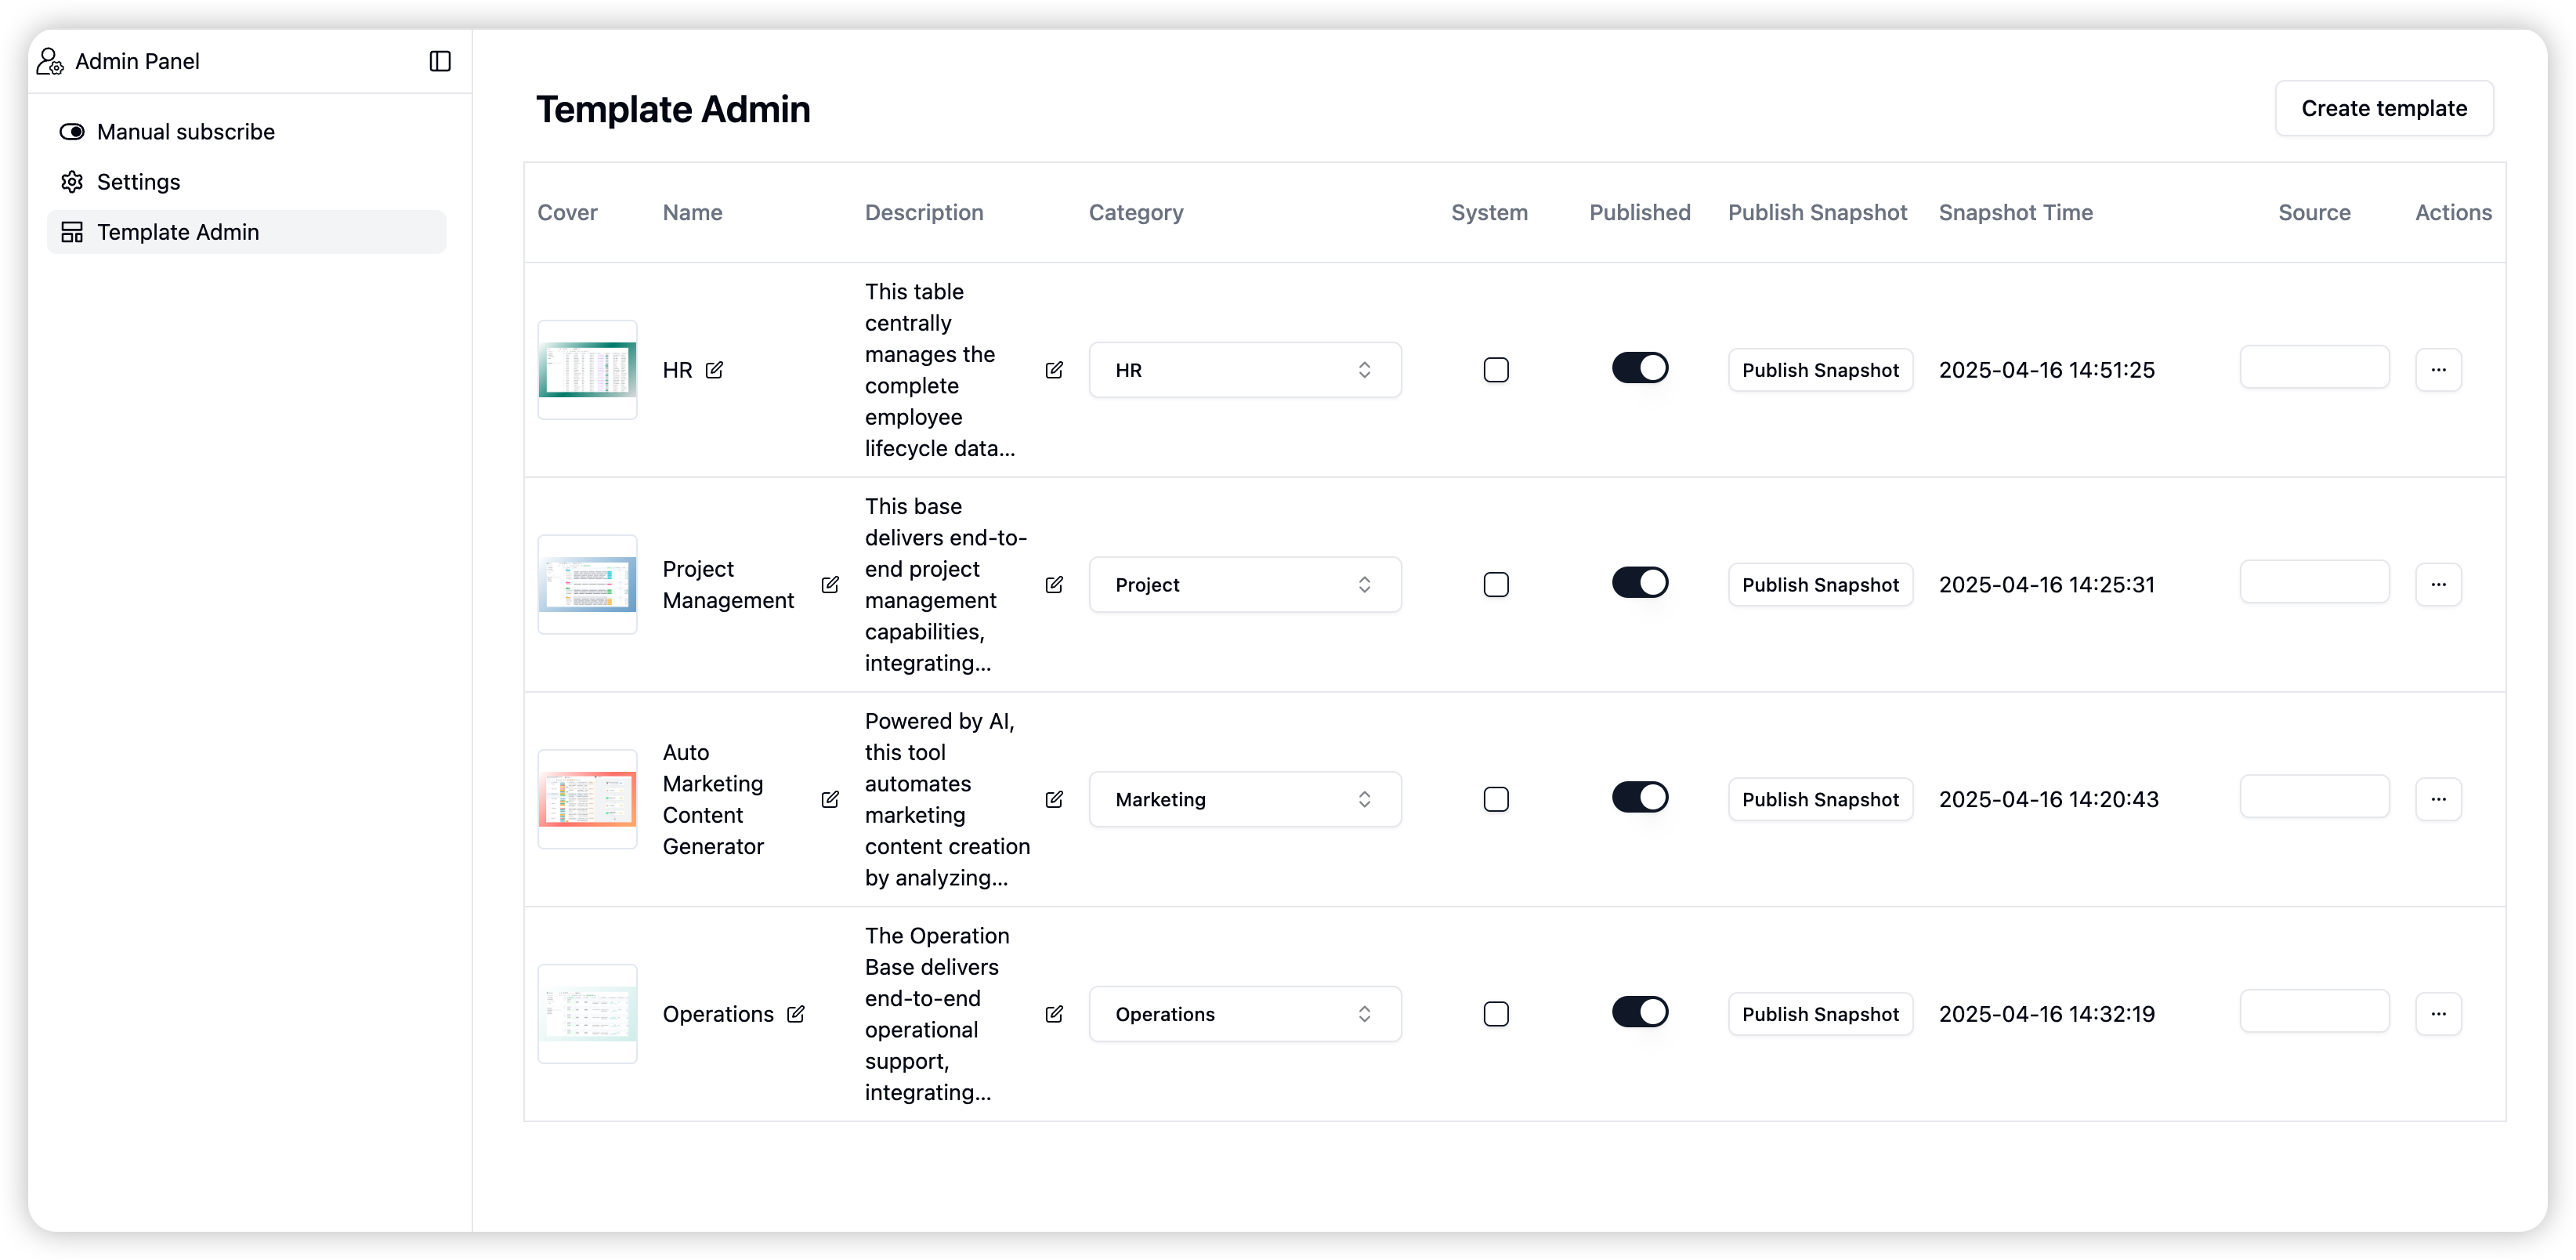 Admin Panel
Manual subscribe
Settings
Template Admin
Template Admin
Create template
Cover
Name
Description
Category
System
Published
Publish Snapshot
Snapshot Time
Source
Actions
HR
This table
centrally
manages the
complete
employee
lifecycle data...
HR
Publish Snapshot
2025-04-16 14:51:25
...
Project
Management
This base
delivers end-to-
end project
management
capabilities,
integrating...
Project
Publish Snapshot
2025-04-16 14:25:31
...
Auto
Marketing
Content
Generator
Powered by AI,
this tool
automates
marketing
content creation
by analyzing...
Marketing
Publish Snapshot
2025-04-16 14:20:43
...
Operations
The Operation
Base delivers
end-to-end
operational
support,
integrating...
Operations
Publish Snapshot
2025-04-16 14:32:19
...